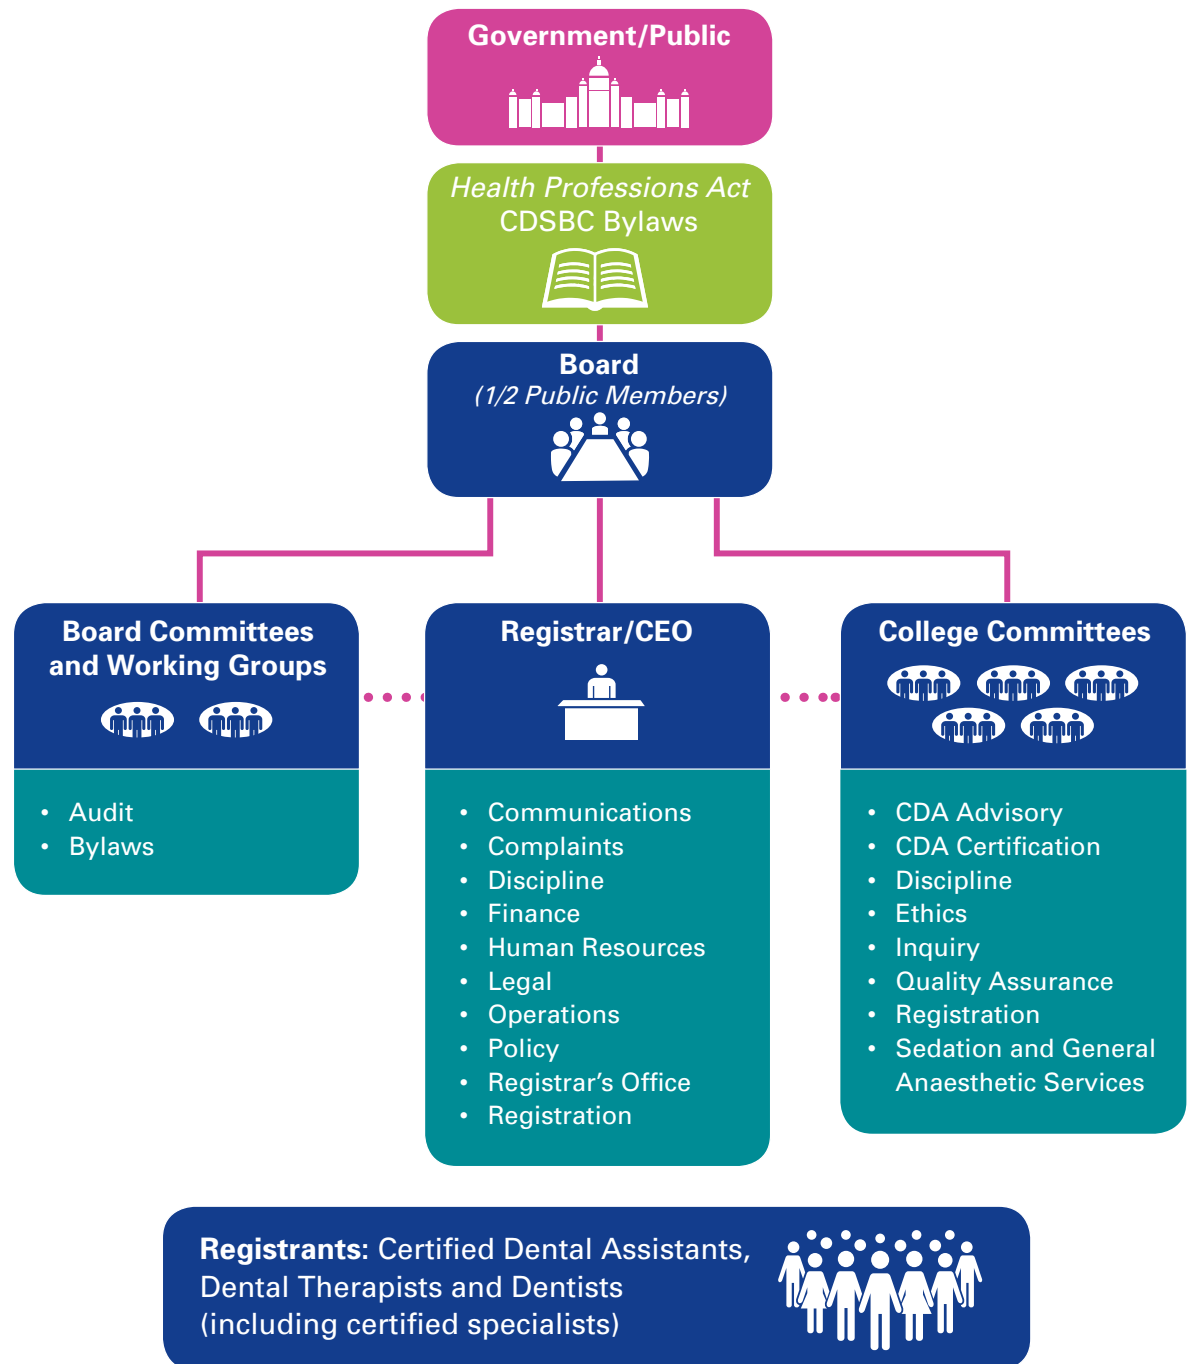 Government/Public
Health Professions Act
CDSBC Bylaws
Board
(1/2 Public Members)
Board Committees
and Working Groups
• Audit
• Bylaws
Registrar/CEO
• Communications
• Complaints
• Discipline
• Finance
• Human Resources
• Legal
• Operations
• Policy
• Registrar’s Office
• Registration
College Committees
• CDA Advisory
• CDA Certification
• Discipline
• Ethics
• Inquiry
• Quality Assurance
• Registration
• Sedation and General
Anaesthetic Services
Registrants: Certified Dental Assistants,
Dental Therapists and Dentists
(including certified specialists)